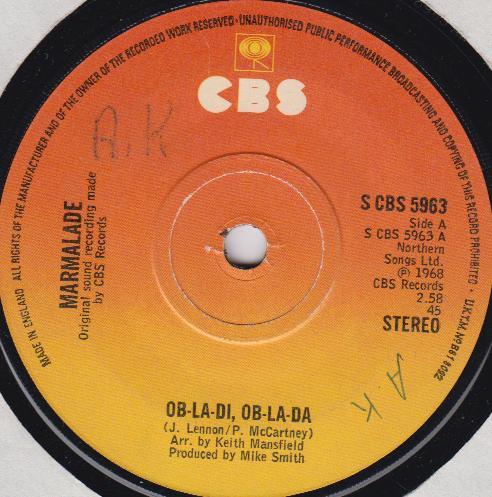 MADE IN ENGLAND ALL RIGHTS OF THE MANUFACTURER AND OF THE OWNER OF THE RECORDED WORK RESERVED • UNAUTHORISED PUBLIC PERFORMANCE BROADCASTING AND COPYING OF THIS RECORD PROHIBITED • U.K.T.M. No B618092
CBS
A.K
MARMALADE
Original sound recording made
by CBS Records
S CBS 5963
Side A
S CBS 5963 A
Northern
Songs Ltd.
℗ 1968
CBS Records
2.58
45
STEREO
A.K
OB-LA-DI, OB-LA-DA
(J. Lennon/P. McCartney)
Arr. by Keith Mansfield
Produced by Mike Smith